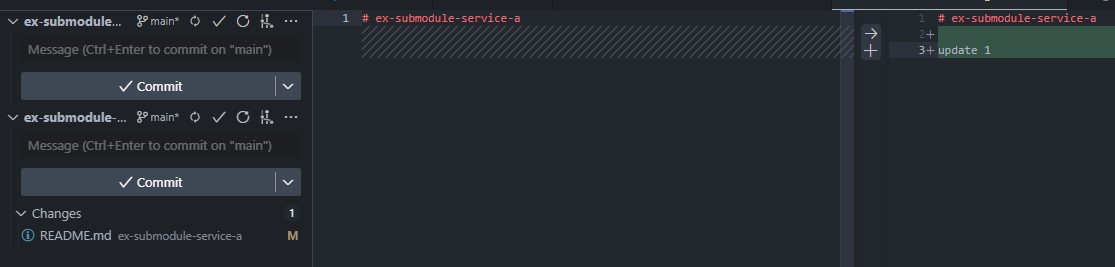 ex-submodule... main*
Message (Ctrl+Enter to commit on "main")
Commit
ex-submodule-... main*
Message (Ctrl+Enter to commit on "main")
Commit
Changes 1
README.md ex-submodule-service-a M
1 # ex-submodule-service-a
1 # ex-submodule-service-a
2+
3+ update 1